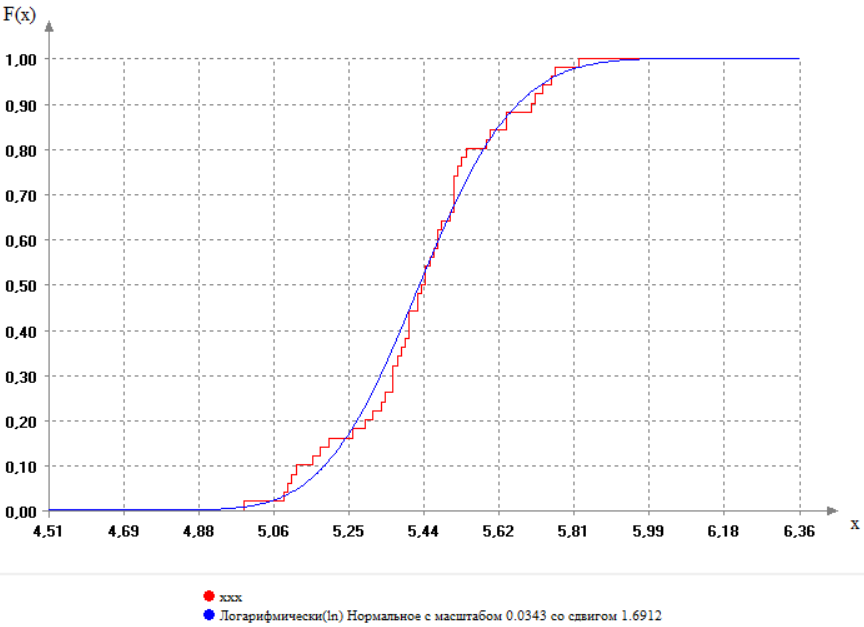 F(x)
1,00
0,90
0,80
0,70
0,60
0,50
0,40
0,30
0,20
0,10
0,00
4,51 4,69 4,88 5,06 5,25 5,44 5,62 5,81 5,99 6,18 6,36 x
xxx
Логарифмически(ln) Нормальное с масштабом 0.0343 со сдвигом 1.6912